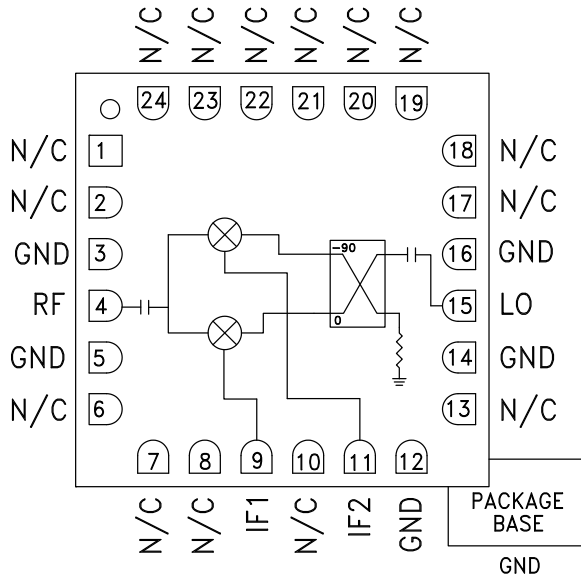 N/C N/C N/C N/C N/C N/C
24 23 22 21 20 19
N/C 1 18 N/C
N/C 2 17 N/C
GND 3 16 GND
-90
RF 4 15 LO
0
GND 5 14 GND
N/C 6 13 N/C
7 8 9 10 11 12
N/C N/C IF1 N/C IF2 GND
PACKAGE
BASE
GND